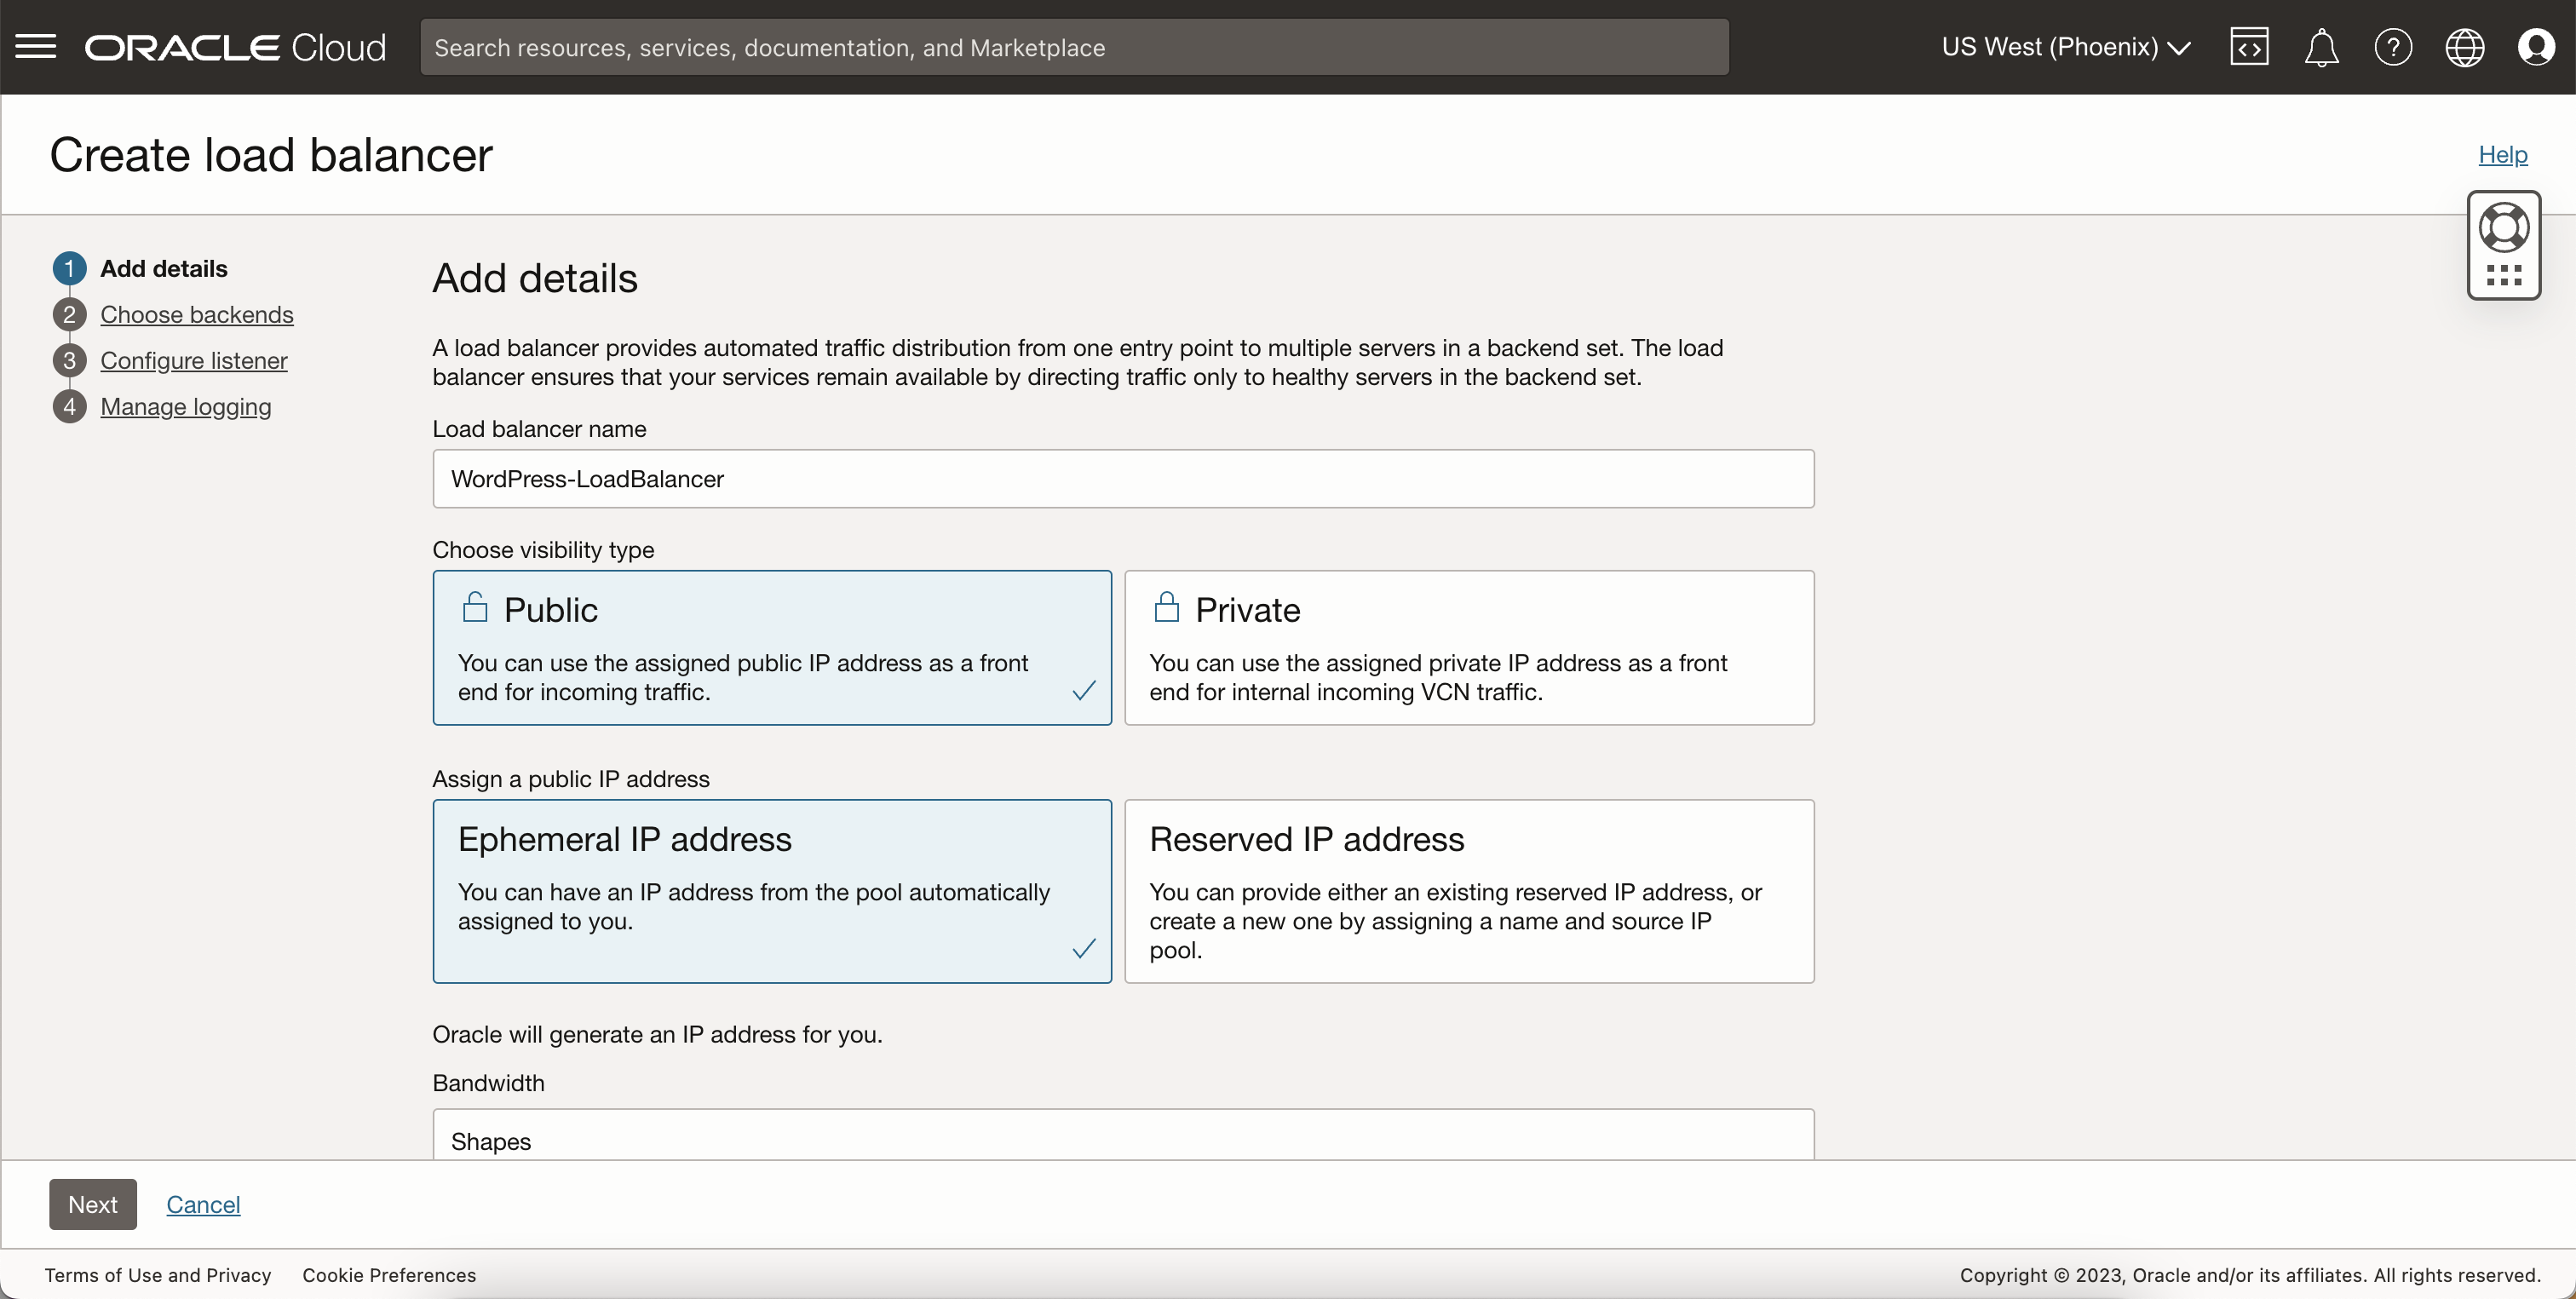 ORACLE Cloud
Search resources, services, documentation, and Marketplace
US West (Phoenix)
Create load balancer
Help
1 Add details
2 Choose backends
3 Configure listener
4 Manage logging
Add details
A load balancer provides automated traffic distribution from one entry point to multiple servers in a backend set. The load
balancer ensures that your services remain available by directing traffic only to healthy servers in the backend set.
Load balancer name
WordPress-LoadBalancer
Choose visibility type
Public
You can use the assigned public IP address as a front
end for incoming traffic.
Private
You can use the assigned private IP address as a front
end for internal incoming VCN traffic.
Assign a public IP address
Ephemeral IP address
You can have an IP address from the pool automatically
assigned to you.
Reserved IP address
You can provide either an existing reserved IP address, or
create a new one by assigning a name and source IP
pool.
Oracle will generate an IP address for you.
Bandwidth
Shapes
Next
Cancel
Terms of Use and Privacy
Cookie Preferences
Copyright © 2023, Oracle and/or its affiliates. All rights reserved.